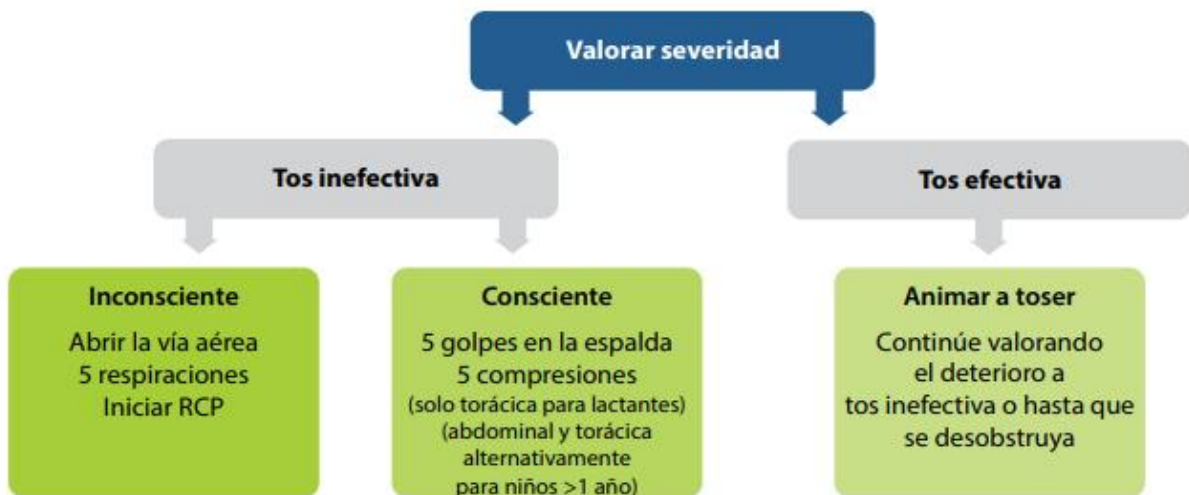 Valorar severidad
Tos inefectiva
Tos efectiva
Inconsciente
Abrir la vía aérea
5 respiraciones
Iniciar RCP
Consciente
5 golpes en la espalda
5 compresiones
(solo torácica para lactantes)
(abdominal y torácica
alternativamente
para niños >1 año)
Animar a toser
Continúe valorando
el deterioro a
tos inefectiva o hasta que
se desobstruya